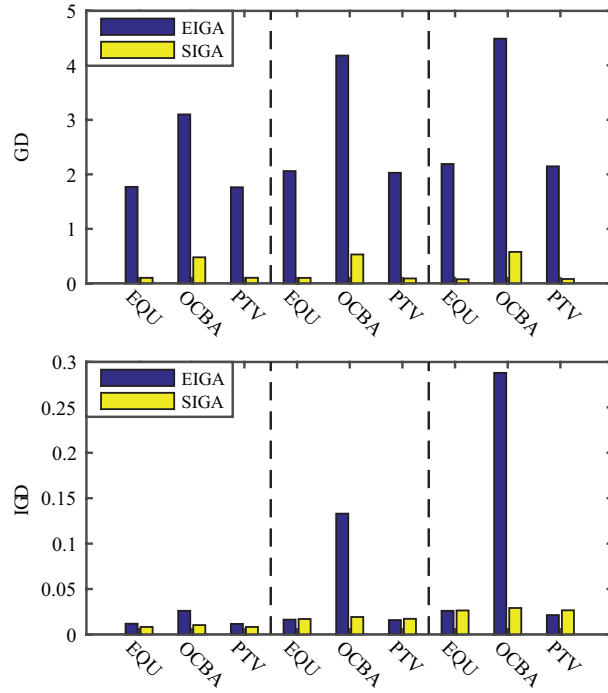 5
4
3
2
1
0
GD
EIGA
SIGA
EQU
OCBA
PTV
EQU
OCBA
PTV
EQU
OCBA
PTV
0.3
0.25
0.2
0.15
0.1
0.05
0
IGD
EIGA
SIGA
EQU
OCBA
PTV
EQU
OCBA
PTV
EQU
OCBA
PTV